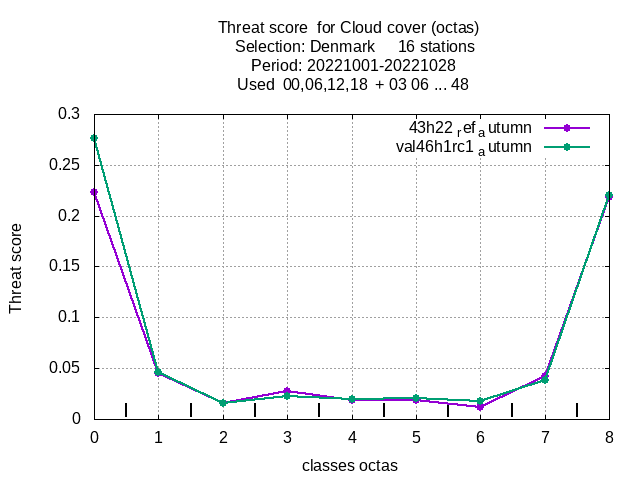 Threat score  for Cloud cover (octas)
Selection: Denmark     16 stations
Period: 20221001-20221028
Used  00,06,12,18  + 03 06 ... 48
43h22 ref autumn
val46h1rc1 autumn
0.3
0.25
0.2
0.15
0.1
0.05
0
Threat score
0 1 2 3 4 5 6 7 8
classes octas